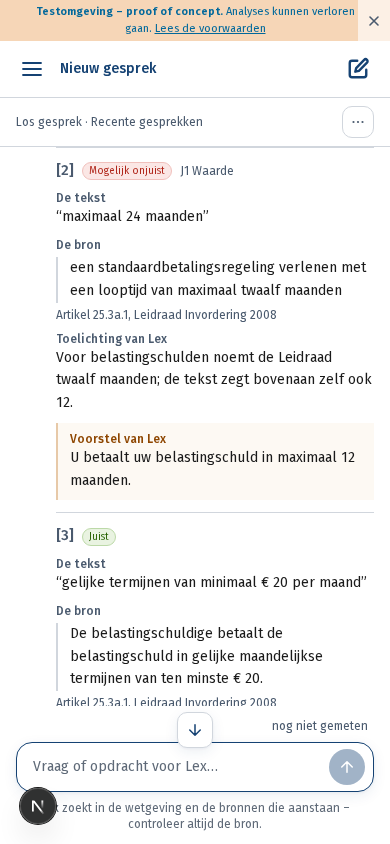 Testomgeving – proof of concept. Analyses kunnen verloren
gaan. Lees de voorwaarden
Nieuw gesprek
Los gesprek · Recente gesprekken
[2] Mogelijk onjuist J1 Waarde
De tekst
“maximaal 24 maanden”
De bron
een standaardbetalingsregeling verlenen met
een looptijd van maximaal twaalf maanden
Artikel 25.3a.1, Leidraad Invordering 2008
Toelichting van Lex
Voor belastingschulden noemt de Leidraad
twaalf maanden; de tekst zegt bovenaan zelf ook
12.
Voorstel van Lex
U betaalt uw belastingschuld in maximaal 12
maanden.
[3] Juist
De tekst
“gelijke termijnen van minimaal € 20 per maand”
De bron
De belastingschuldige betaalt de
belastingschuld in gelijke maandelijkse
termijnen van ten minste € 20.
Artikel 25.3a.1, Leidraad Invordering 2008
nog niet gemeten
Vraag of opdracht voor Lex...
zoekt in de wetgeving en de bronnen die aanstaan –
controleer altijd de bron.
N